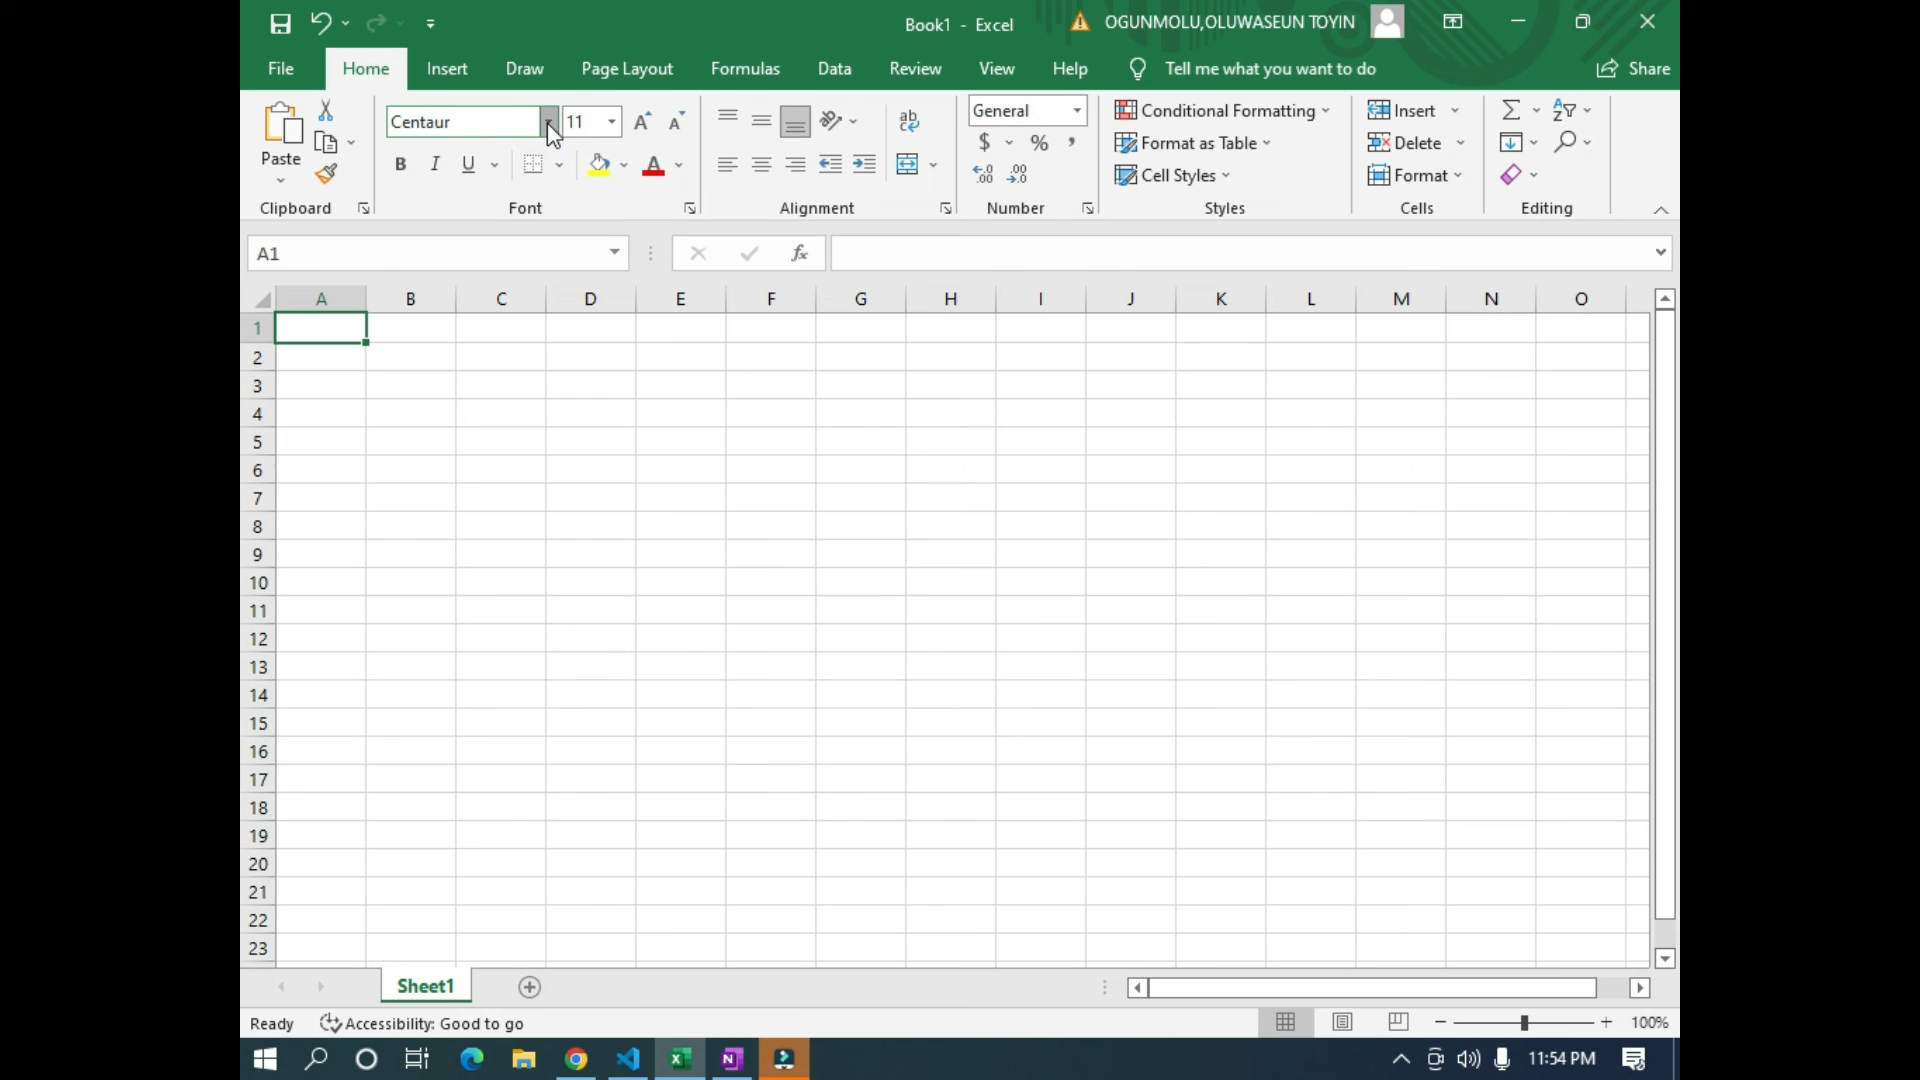 Book1 - Excel
OGUNMOLU,OLUWASEUN TOYIN
File Home Insert Draw Page Layout Formulas Data Review View Help Tell me what you want to do Share
Centaur 11 General Conditional Formatting Insert
Paste B I U A $ % Format as Table Delete
Cell Styles Format
Clipboard Font Alignment Number Styles Cells Editing
A1 fx
A B C D E F G H I J K L M N O
1
2
3
4
5
6
7
8
9
10
11
12
13
14
15
16
17
18
19
20
21
22
23
Sheet1
Ready Accessibility: Good to go 100%
11:54 PM